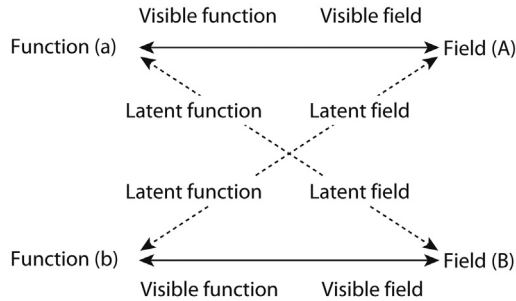 Visible function Visible field
Function (a) Field (A)
Latent function Latent field
Latent function Latent field
Function (b) Field (B)
Visible function Visible field